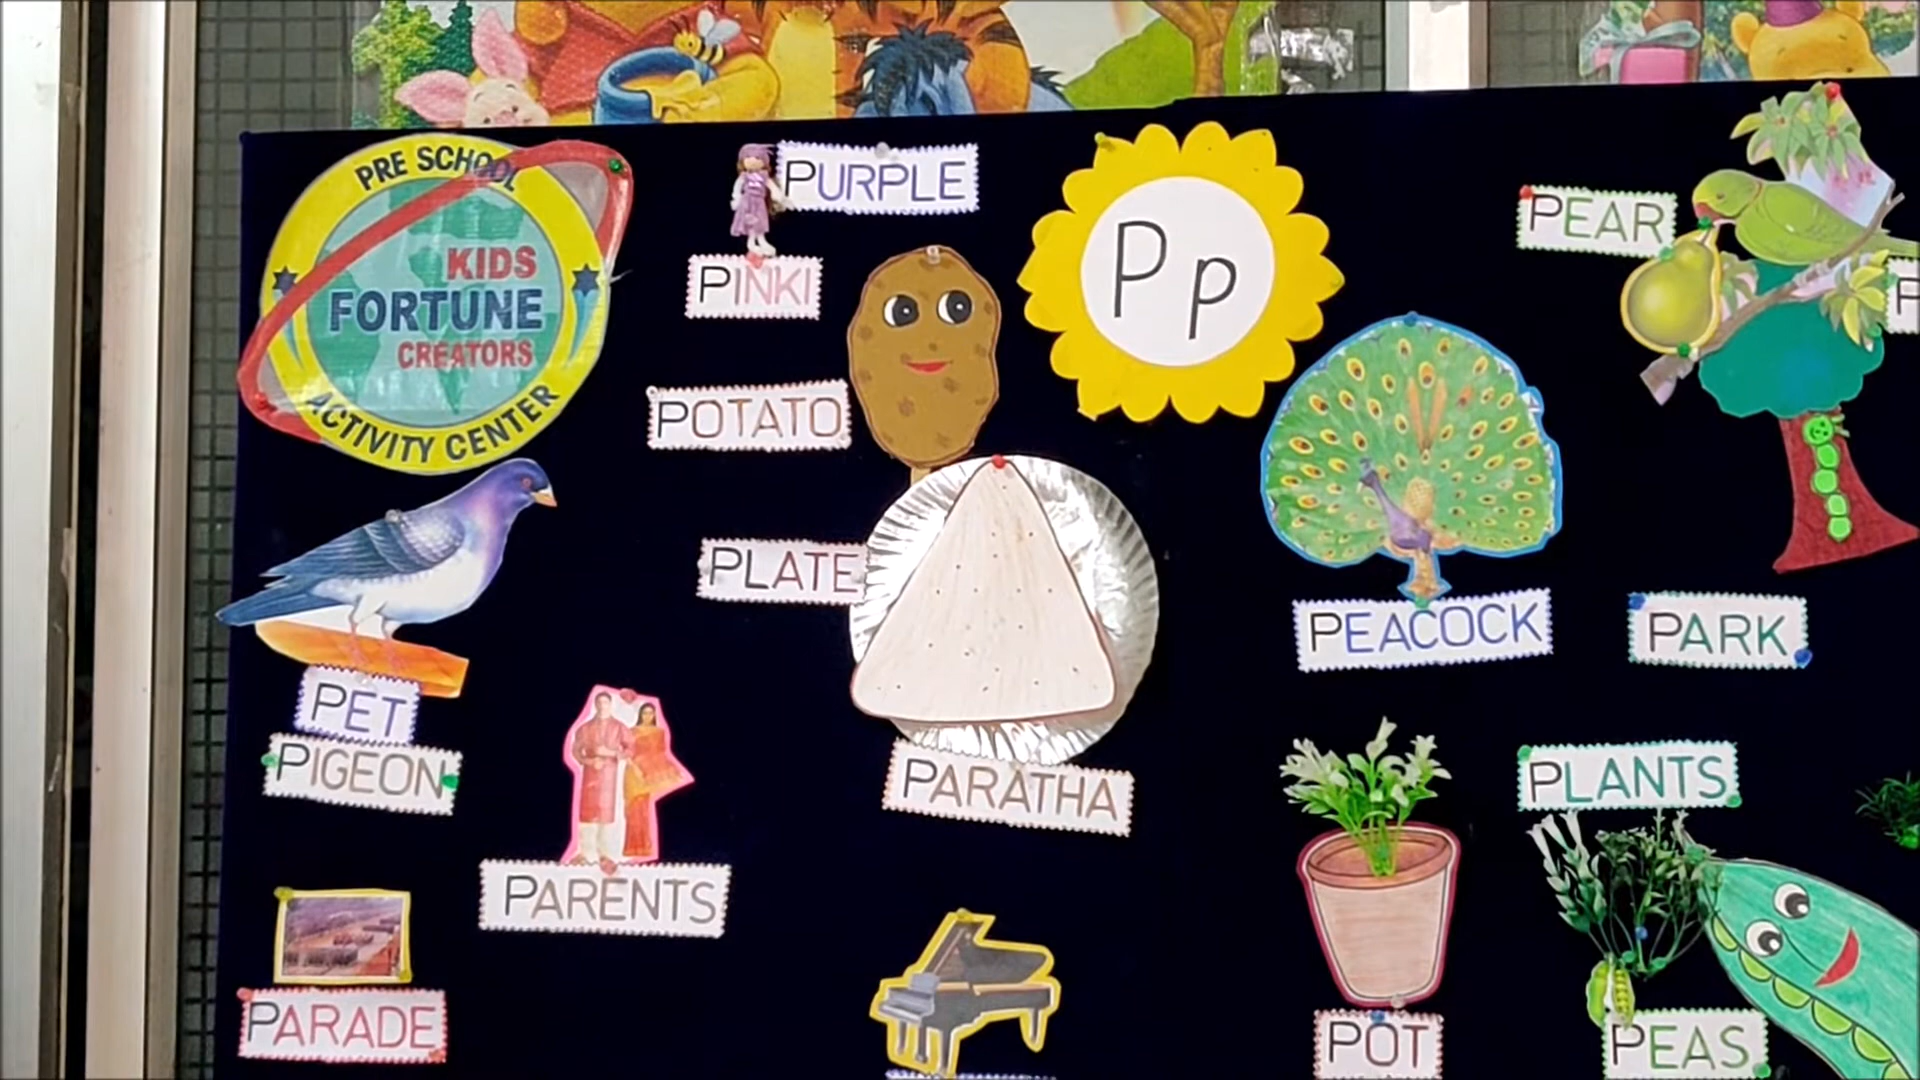 PRE SCHOOL
KIDS
FORTUNE
CREATORS
ACTIVITY CENTER
PURPLE
PINKI
Pp
PEAR
POTATO
PLATE
PEACOCK
PARK
PET
PIGEON
PARATHA
PLANTS
PARENTS
PARADE
POT
PEAS